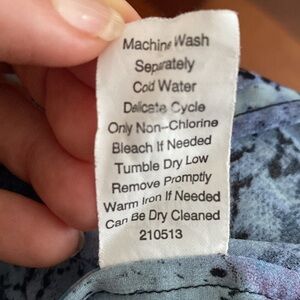 Machine Wash
Separately
Cold Water
Delicate Cycle
Only Non-Chlorine
Bleach If Needed
Tumble Dry Low
Remove Promptly
Warm Iron If Needed
Can Be Dry Cleaned
210513